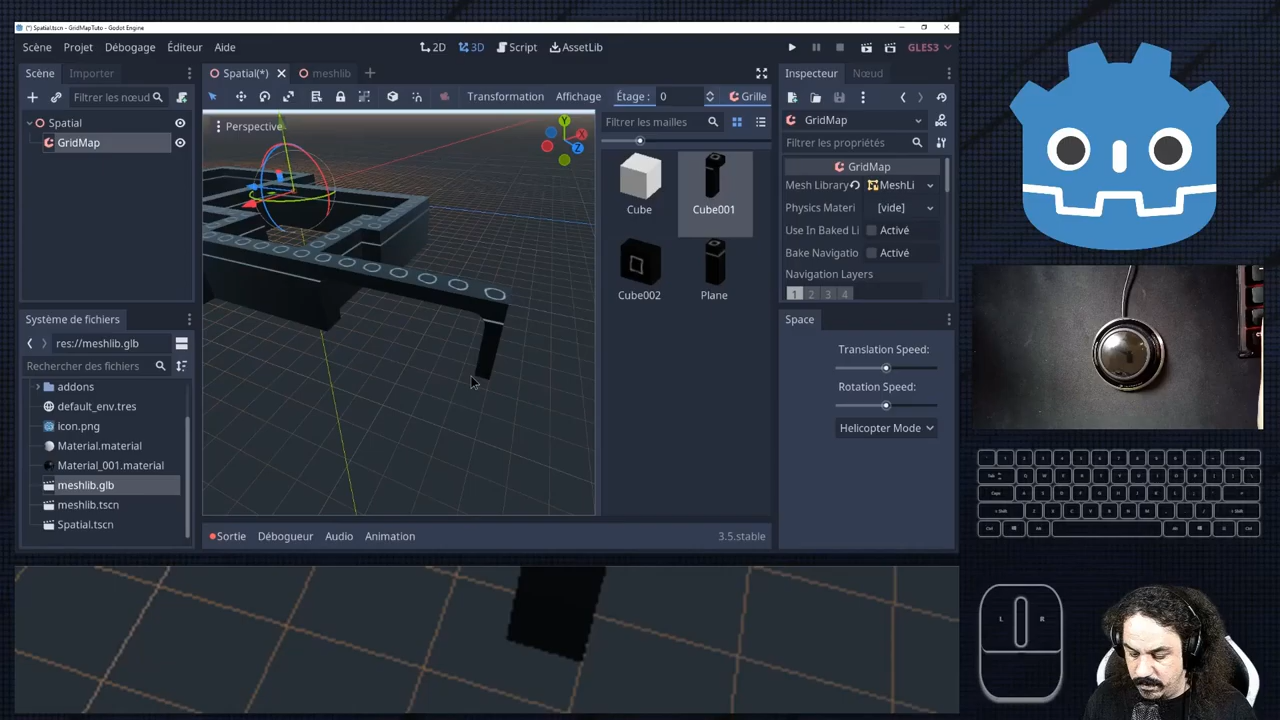 (*) Spatial.tscn - GridMapTuto - Godot Engine
Scène Projet Débogage Éditeur Aide
2D 3D Script AssetLib
GLES3
Scène Importer
Spatial(*) meshlib
Inspecteur Nœud
Filtrer les nœud
Transformation Affichage Étage : 0 Grille
Spatial
GridMap
Perspective
Y
X
Z
Filtrer les mailles
Cube
Cube001
Cube002
Plane
GridMap
Filtrer les propriétés
GridMap
Mesh Library MeshLi
Physics Materi [vide]
Use In Baked Li Activé
Bake Navigatio Activé
Navigation Layers
1 2 3 4
Système de fichiers
res://meshlib.glb
Rechercher des fichiers
addons
default_env.tres
icon.png
Material.material
Material_001.material
meshlib.glb
meshlib.tscn
Spatial.tscn
Space
Translation Speed:
Rotation Speed:
Helicopter Mode
Sortie Débogueur Audio Animation 3.5.stable
L R